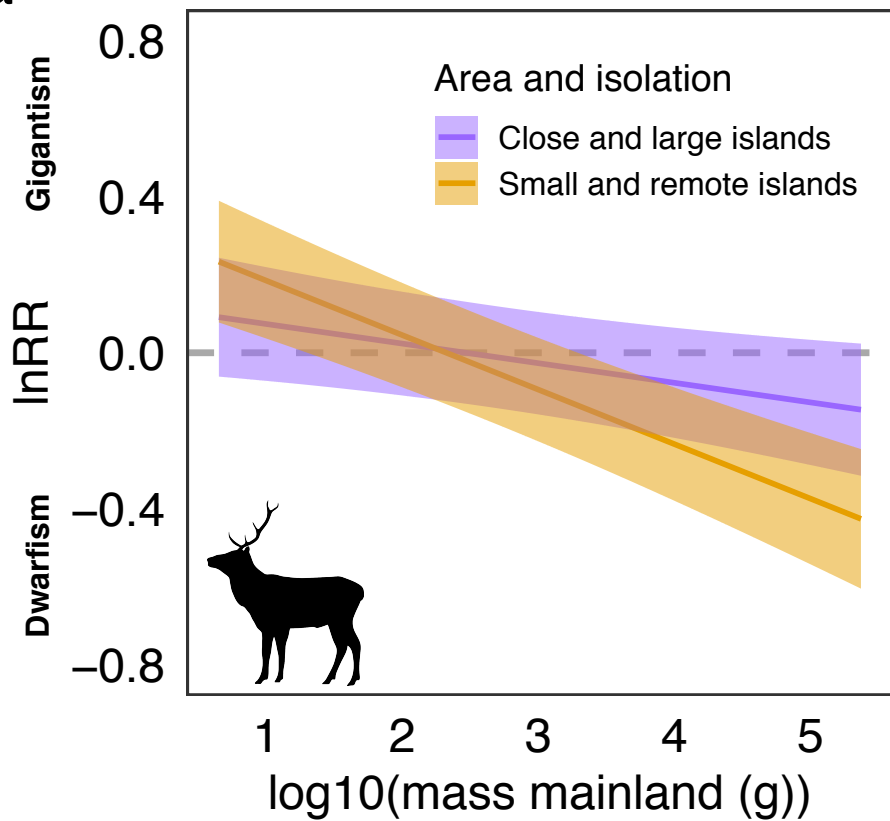 0.8
0.4
0.0
−0.4
−0.8
Gigantism
lnRR
Dwarfism
Area and isolation
Close and large islands
Small and remote islands
1 2 3 4 5
log10(mass mainland (g))